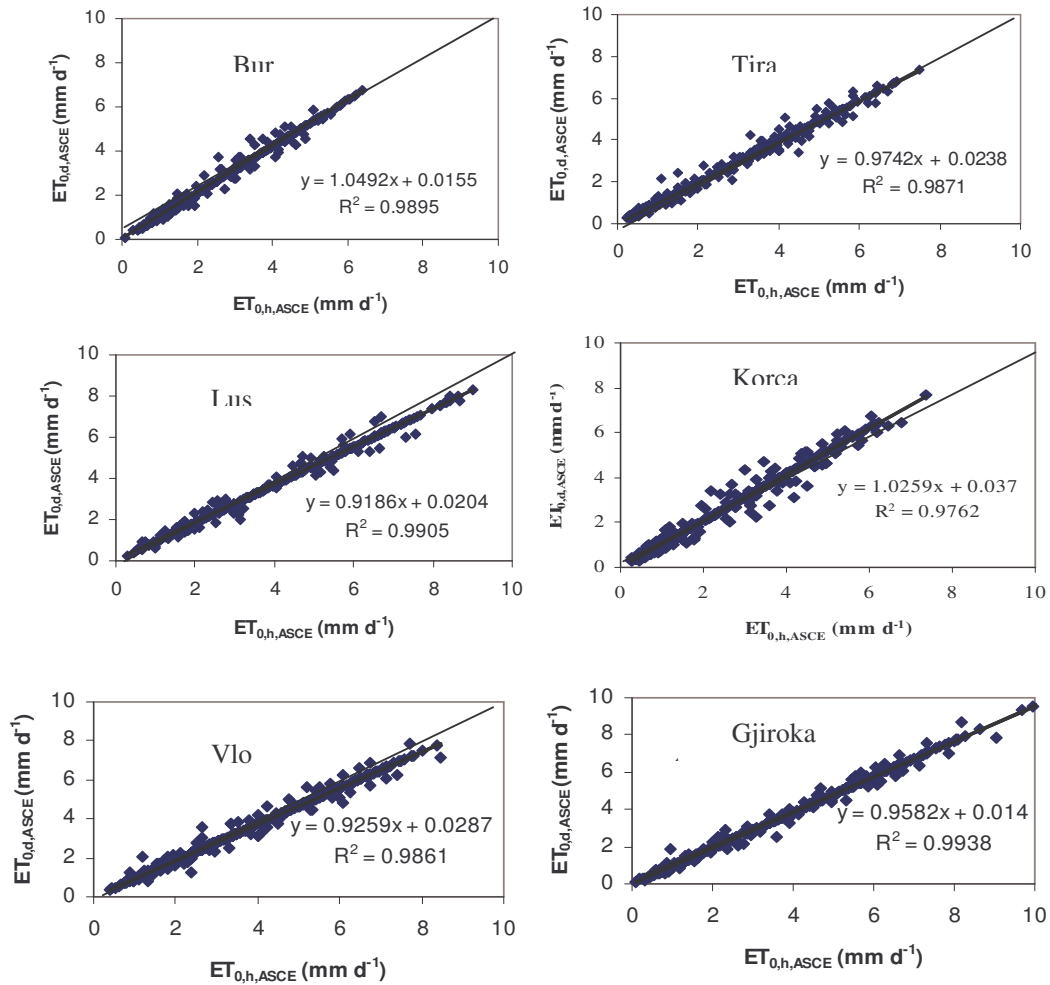 10
8
6
4
2
0
ET0,d,ASCE (mm d-1)
Bur
y = 1.0492x + 0.0155
R2 = 0.9895
0 2 4 6 8 10
ET0,h,ASCE (mm d-1)
10
8
6
4
2
0
ET0,d,ASCE (mm d-1)
Tira
y = 0.9742x + 0.0238
R2 = 0.9871
0 2 4 6 8 10
ET0,h,ASCE (mm d-1)
10
8
6
4
2
0
ET0,d,ASCE (mm d-1)
Lus
y = 0.9186x + 0.0204
R2 = 0.9905
0 2 4 6 8 10
ET0,h,ASCE (mm d-1)
10
8
6
4
2
0
ET0,d,ASCE (mm d-1)
Korca
y = 1.0259x + 0.037
R2 = 0.9762
0 2 4 6 8 10
ET0,h,ASCE (mm d-1)
10
8
6
4
2
0
ET0,d,ASCE (mm d-1)
Vlo
y = 0.9259x + 0.0287
R2 = 0.9861
0 2 4 6 8 10
ET0,h,ASCE (mm d-1)
10
8
6
4
2
0
ET0,d,ASCE (mm d-1)
Gjiroka
y = 0.9582x + 0.014
R2 = 0.9938
0 2 4 6 8 10
ET0,h,ASCE (mm d-1)